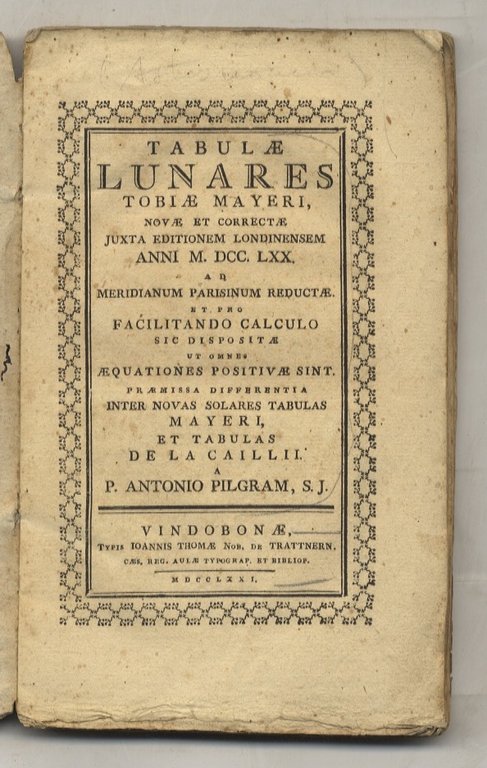 TABULÆ
LUNARES
TOBIÆ MAYERI,
NOVÆ ET CORRECTÆ
JUXTA EDITIONEM LONDINENSEM
ANNI M. DCC. LXX.
AD
MERIDIANUM PARISINUM REDUCTÆ.
ET PRO
FACILITANDO CALCULO
SIC DISPOSITÆ
UT OMNES
ÆQUATIONES POSITIVÆ SINT.
PRÆMISSA DIFFERENTIA
INTER NOVAS SOLARES TABULAS
MAYERI,
ET TABULAS
DE LA CAILLII.
A
P. ANTONIO PILGRAM, S. J.
VINDOBONÆ,
TYPIS IOANNIS THOMÆ NOB. DE TRATTNERN.
CÆS. REG. AULÆ TYPOGRAP. ET BIBLIOP.
MDCCLXXI.